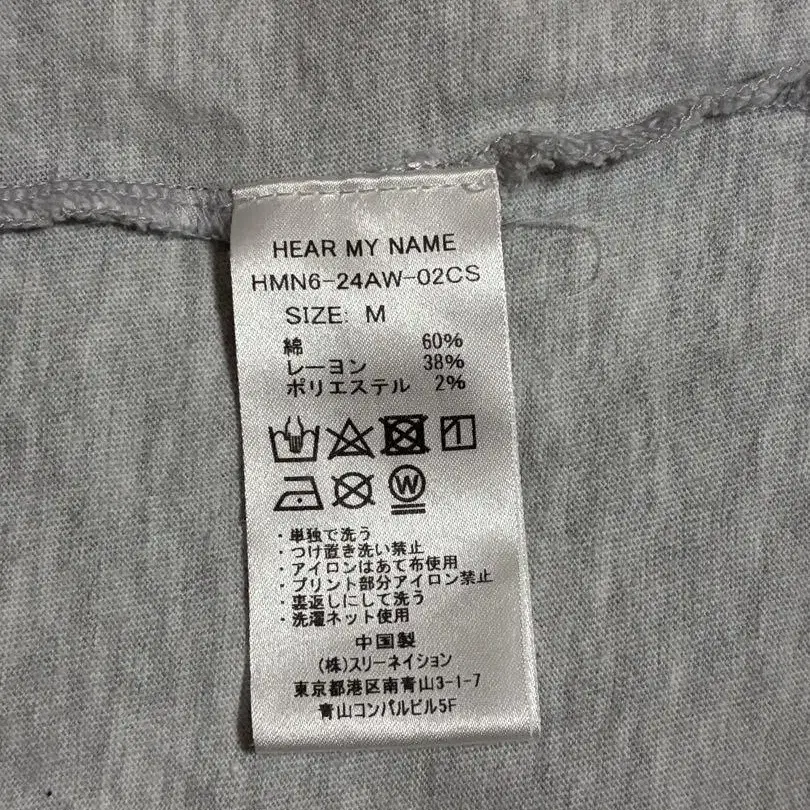 HEAR MY NAME
HMN6-24AW-02CS
SIZE: M
綿 60%
レーヨン 38%
ポリエステル 2%
W
・単独で洗う
・つけ置き洗い禁止
・アイロンはあて布使用
・プリント部分アイロン禁止
・裏返しにして洗う
・洗濯ネット使用
中国製
(株)スリーネイション
東京都港区南青山3-1-7
青山コンパルビル5F